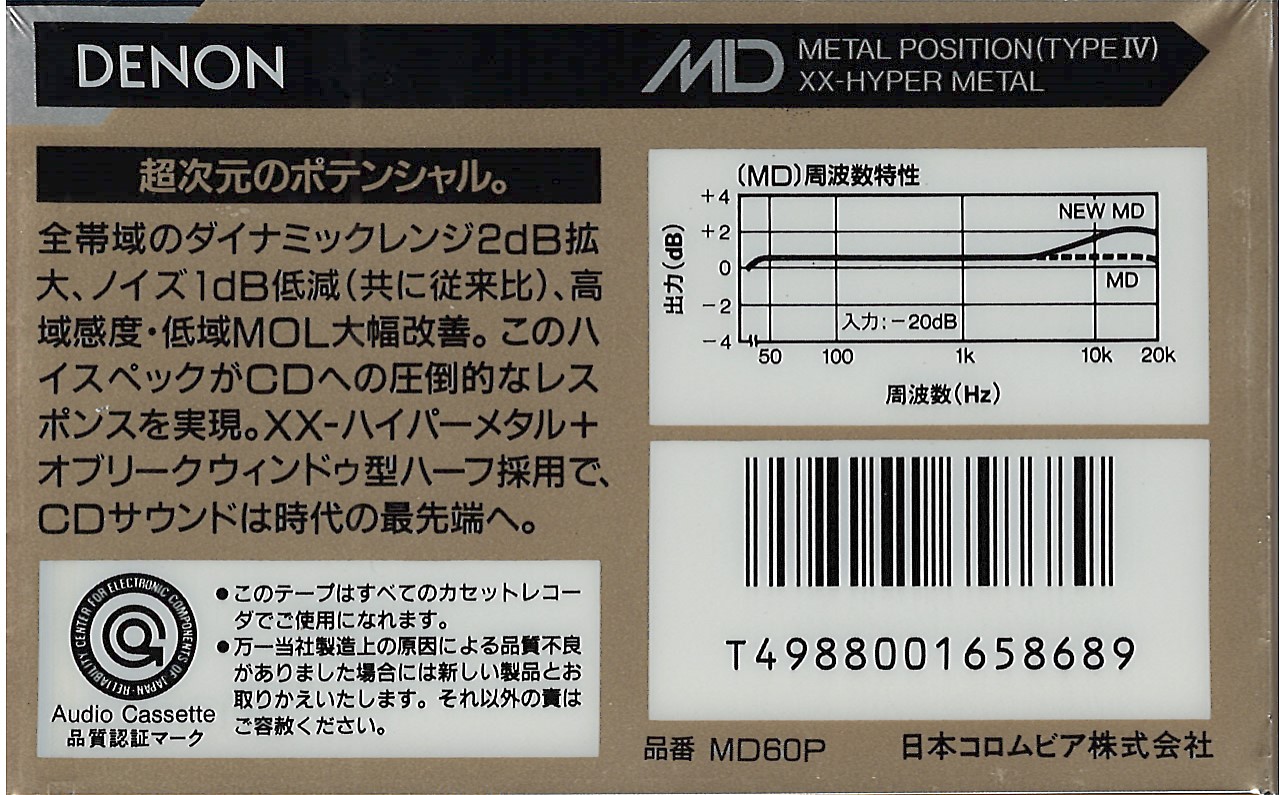 DENON
MD METAL POSITION(TYPE Ⅳ)
XX-HYPER METAL
超次元のポテンシャル。
全帯域のダイナミックレンジ2dB拡
大、ノイズ1dB低減(共に従来比)、高
域感度・低域MOL大幅改善。このハ
イスペックがCDへの圧倒的なレス
ポンスを実現。XX-ハイパーメタル+
オブリークウィンドゥ型ハーフ採用で、
CDサウンドは時代の最先端へ。
RELIABILITY CENTER FOR ELECTRONIC COMPONENTS OF JAPAN
Audio Cassette
品質認証マーク
●このテープはすべてのカセットレコー
ダでご使用になれます。
●万一当社製造上の原因による品質不良
がありました場合には新しい製品とお
取りかえいたします。それ以外の責は
ご容赦ください。
(MD)周波数特性
出力(dB)
+4
+2
0
-2
-4
NEW MD
MD
入力:-20dB
50 100 1k 10k 20k
周波数(Hz)
T4988001658689
品番 MD60P
日本コロムビア株式会社